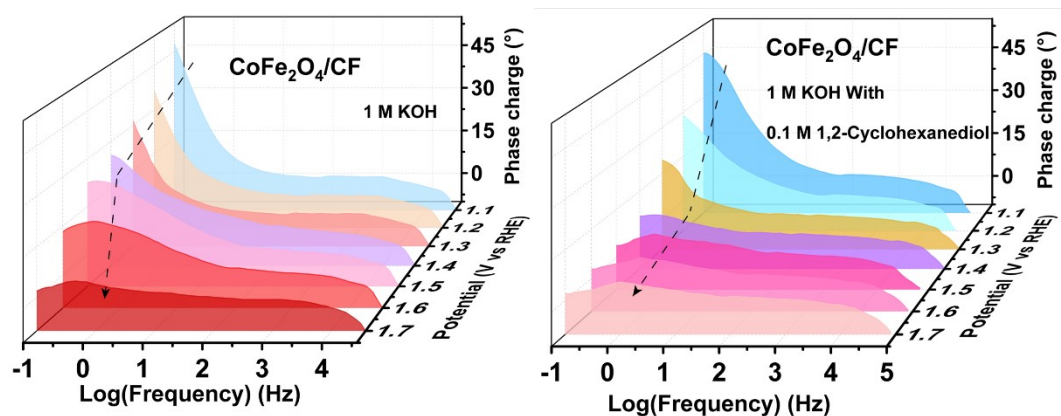 CoFe₂O₄/CF
1 M KOH
45
30
15
0
Phase charge (°)
1.1
1.2
1.3
1.4
1.5
1.6
1.7
Potential (V vs RHE)
-1 0 1 2 3 4
Log(Frequency) (Hz)
CoFe₂O₄/CF
1 M KOH With
0.1 M 1,2-Cyclohexanediol
45
30
15
0
Phase charge (°)
1.1
1.2
1.3
1.4
1.5
1.6
1.7
Potential (V vs RHE)
-1 0 1 2 3 4 5
Log(Frequency) (Hz)